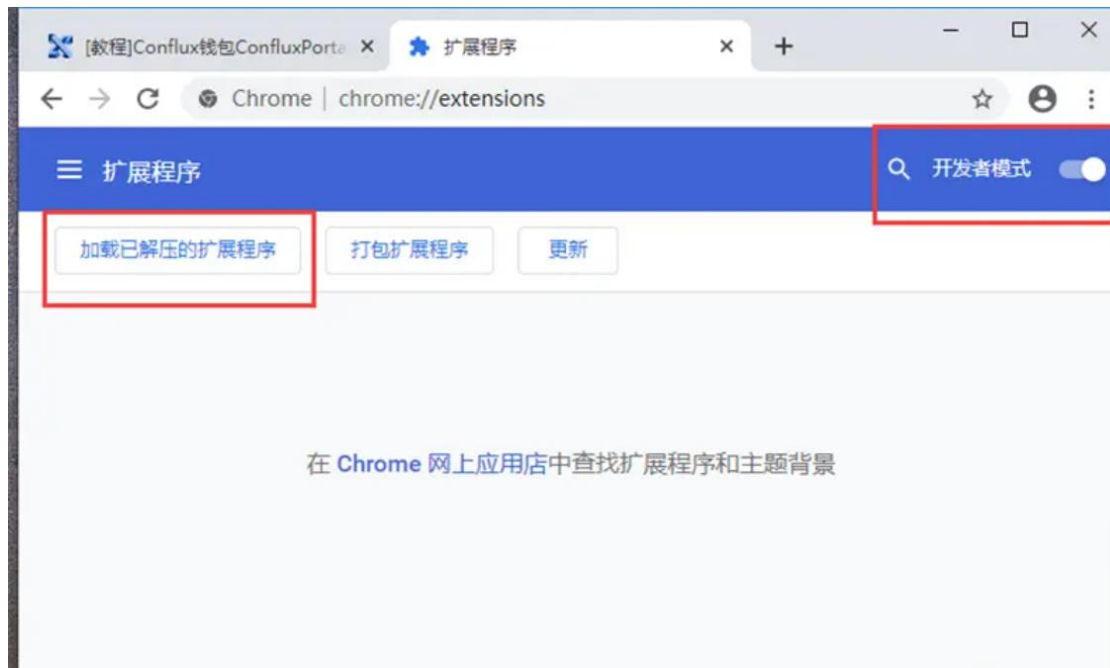 [教程]Conflux钱包ConfluxPorta
扩展程序
Chrome | chrome://extensions
扩展程序
开发者模式
加载已解压的扩展程序
打包扩展程序
更新
在 Chrome 网上应用店中查找扩展程序和主题背景